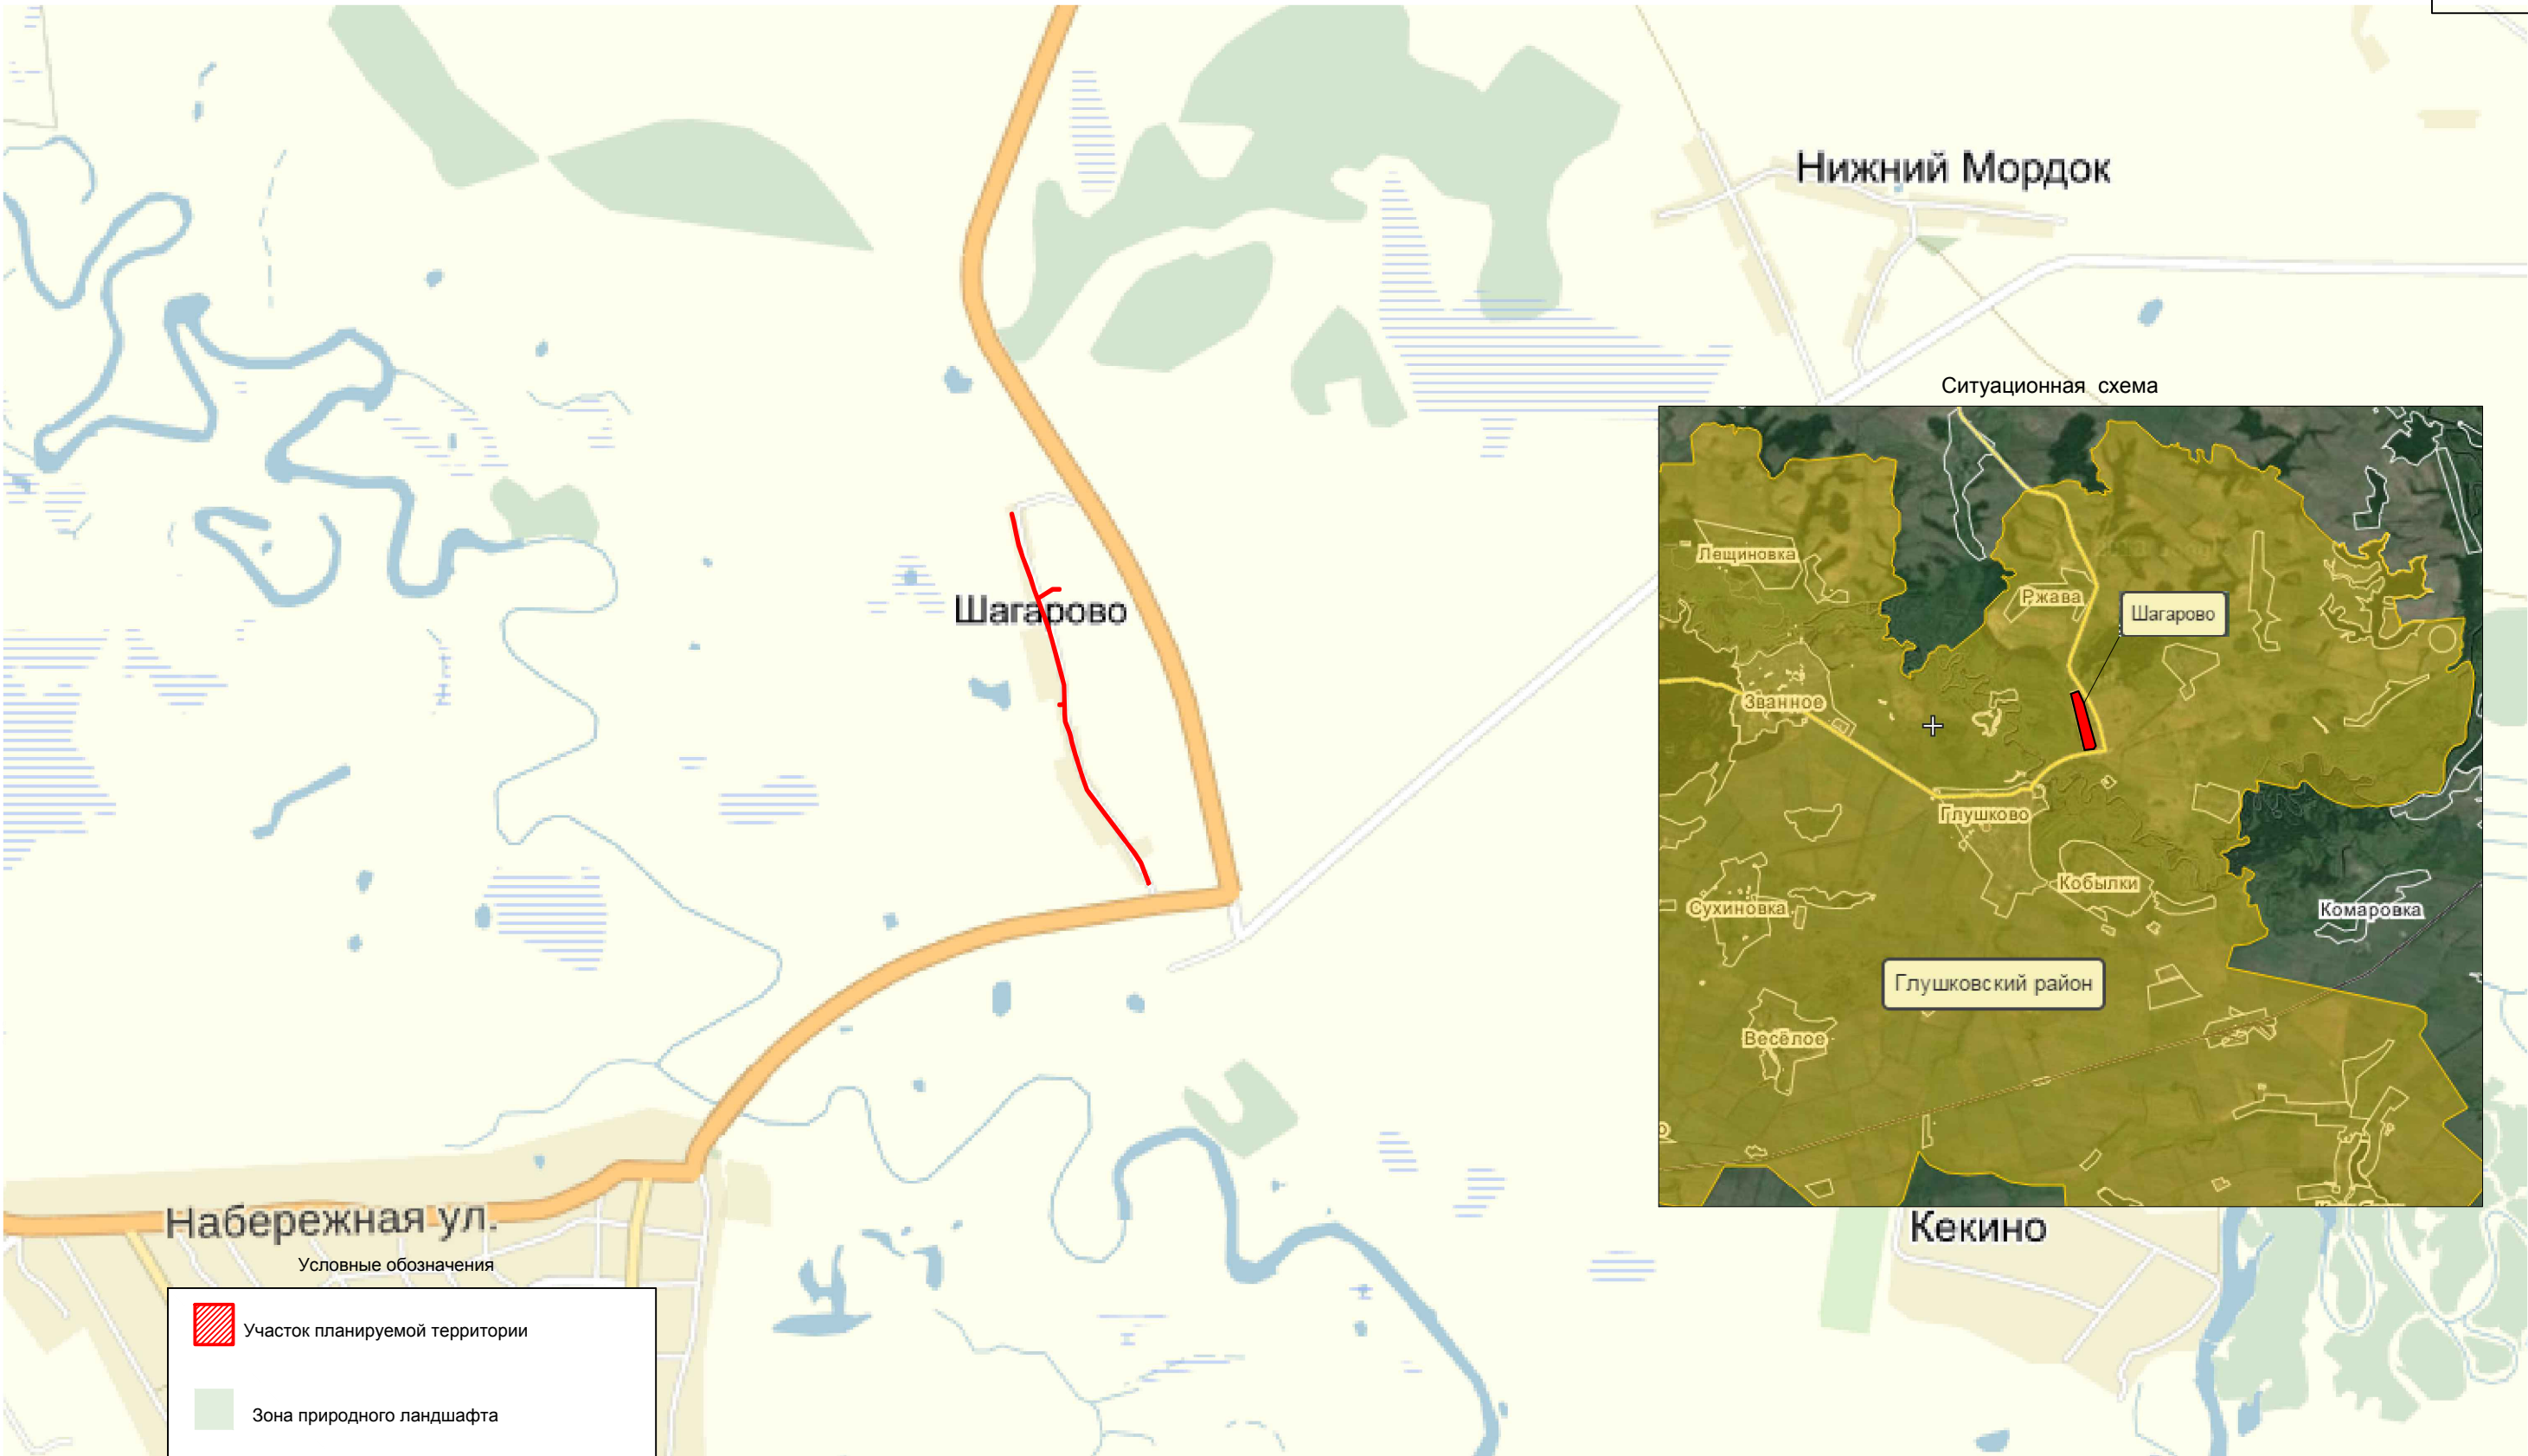 Нижний Мордок
Ситуационная схема
Лещиновка
Ржава
Шагарово
Шагарово
Званное
Глушково
Кобылки
Сухиновка
Комаровка
Глушковский район
Весёлое
Набережная ул.
Кекино
Условные обозначения
Участок планируемой территории
Зона природного ландшафта